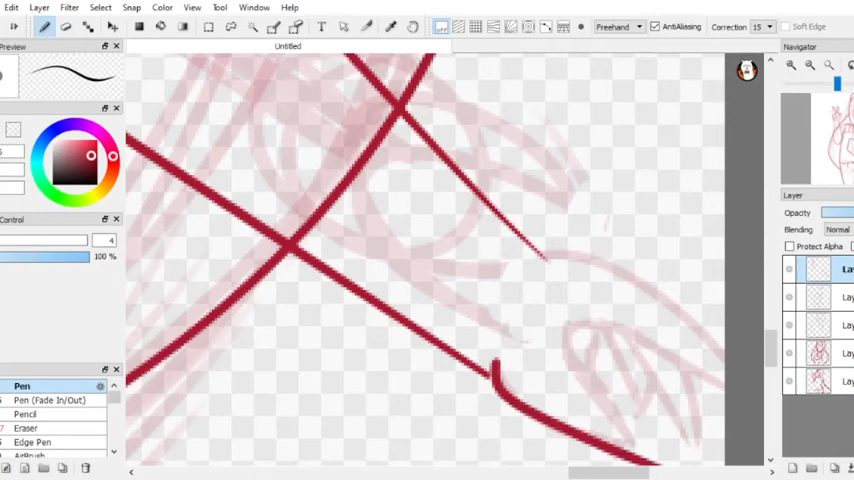 Edit Layer Filter Select Snap Color View Tool Window Help
T
OFF
Freehand
AntiAliasing
Correction 15
Soft Edge
Preview
Untitled
Navigator
Layer
Opacity
Blending Normal
Protect Alpha
Control
4
100 %
Pen
Pen (Fade In/Out)
Pencil
Eraser
Edge Pen
AirBrush